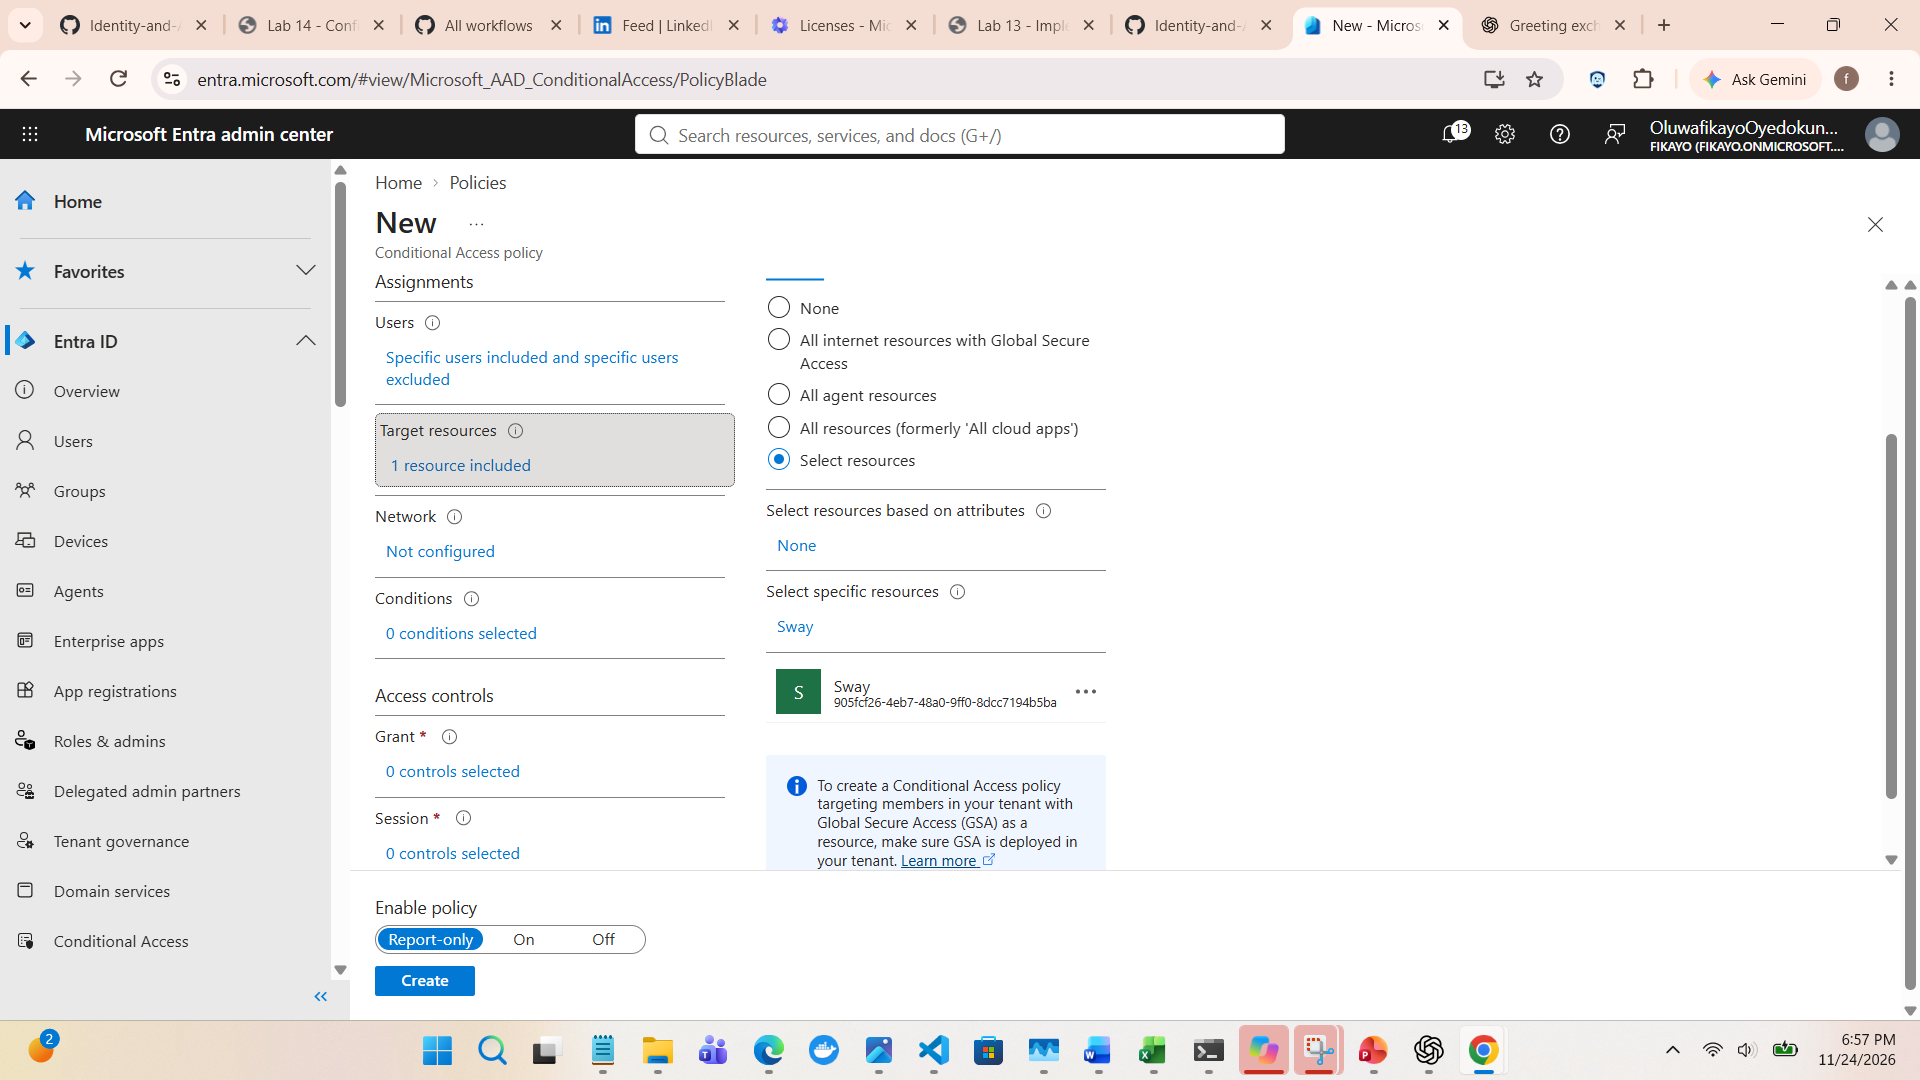 Identity-and-A
Lab 14 - Conf
All workflows
Feed | LinkedI
Licenses - Mic
Lab 13 - Imple
Identity-and-A
New - Microso
Greeting exch
entra.microsoft.com/#view/Microsoft_AAD_ConditionalAccess/PolicyBlade
Ask Gemini
f
Microsoft Entra admin center
Search resources, services, and docs (G+/)
13
OluwafikayoOyedokun...
FIKAYO (FIKAYO.ONMICROSOFT....
Home
Favorites
Entra ID
Overview
Users
Groups
Devices
Agents
Enterprise apps
App registrations
Roles & admins
Delegated admin partners
Tenant governance
Domain services
Conditional Access
Home > Policies
New ...
Conditional Access policy
Assignments
Users
Specific users included and specific users
excluded
Target resources
1 resource included
Network
Not configured
Conditions
0 conditions selected
Access controls
Grant *
0 controls selected
Session *
0 controls selected
None
All internet resources with Global Secure
Access
All agent resources
All resources (formerly 'All cloud apps')
Select resources
Select resources based on attributes
None
Select specific resources
Sway
S
Sway
905fcf26-4eb7-48a0-9ff0-8dcc7194b5ba
To create a Conditional Access policy
targeting members in your tenant with
Global Secure Access (GSA) as a
resource, make sure GSA is deployed in
your tenant. Learn more
Enable policy
Report-only On Off
Create
2
6:57 PM
11/24/2026